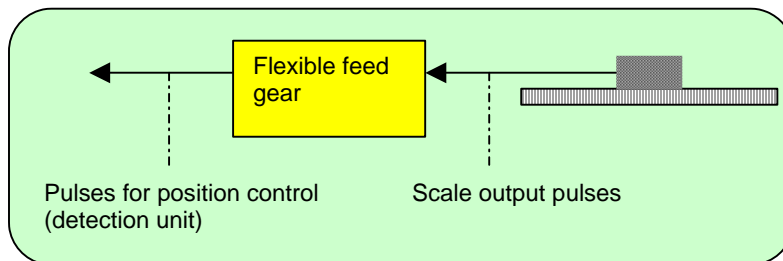 Flexible feed
gear
Pulses for position control
(detection unit)
Scale output pulses